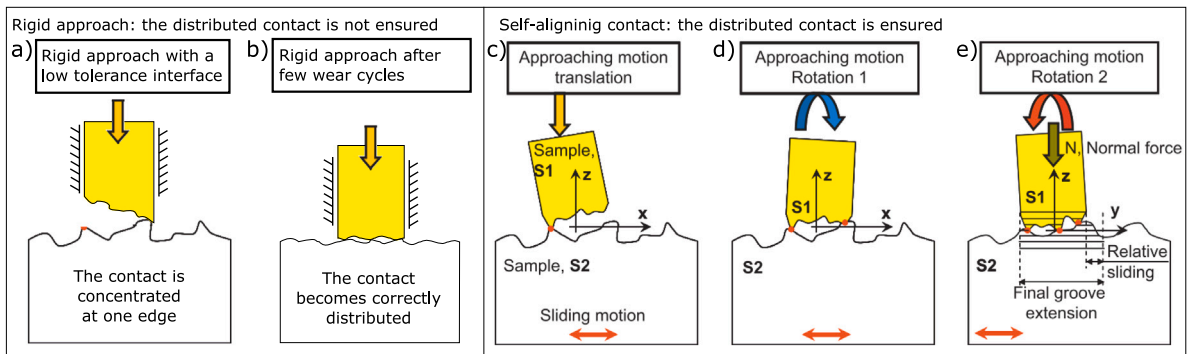 Rigid approach: the distributed contact is not ensured
a)
Rigid approach with a
low tolerance interface
The contact is
concentrated
at one edge
b)
Rigid approach after
few wear cycles
The contact
becomes correctly
distributed
Self-aligninig contact: the distributed contact is ensured
c)
Approaching motion
translation
Sample,
S1
z
x
Sample, S2
Sliding motion
d)
Approaching motion
Rotation 1
z
S1
x
S2
e)
Approaching motion
Rotation 2
N, Normal force
z
S1
y
S2
Relative
sliding
Final groove
extension